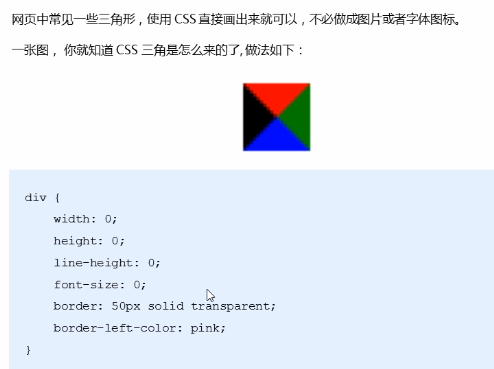 网页中常见一些三角形，使用 CSS 直接画出来就可以，不必做成图片或者字体图标。
一张图， 你就知道 CSS 三角是怎么来的了, 做法如下：
div {
    width: 0;
    height: 0;
    line-height: 0;
    font-size: 0;
    border: 50px solid transparent;
    border-left-color: pink;
}